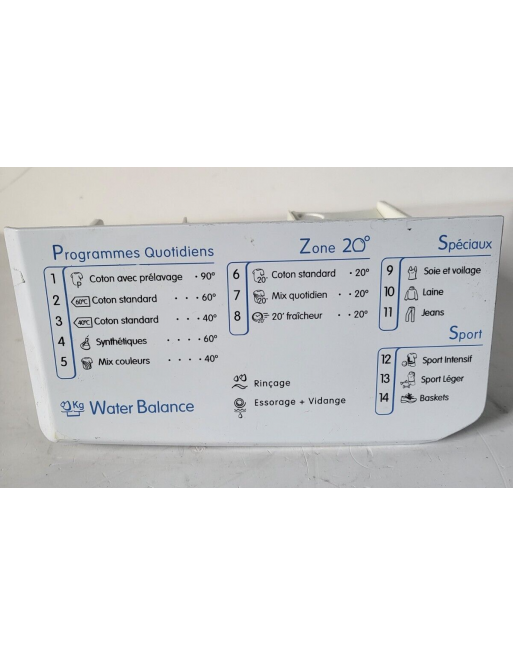 Programmes Quotidiens
1 Coton avec prélavage · 90°
2 60°C Coton standard · · · 60°
3 40°C Coton standard · · · 40°
4 Synthétiques · · · · 60°
5 Mix couleurs · · · · 40°
Kg Water Balance
Zone 20°
6 20° Coton standard · 20°
7 20° Mix quotidien · · 20°
8 20' fraîcheur · · 20°
Rinçage
Essorage + Vidange
Spéciaux
9 Soie et voilage
10 Laine
11 Jeans
Sport
12 Sport Intensif
13 Sport Léger
14 Baskets